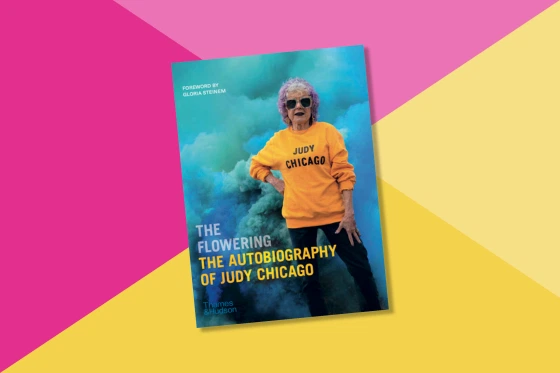 FOREWORD BY
GLORIA STEINEM
JUDY
CHICAGO
THE
FLOWERING
THE AUTOBIOGRAPHY
OF JUDY CHICAGO
Thames
& Hudson